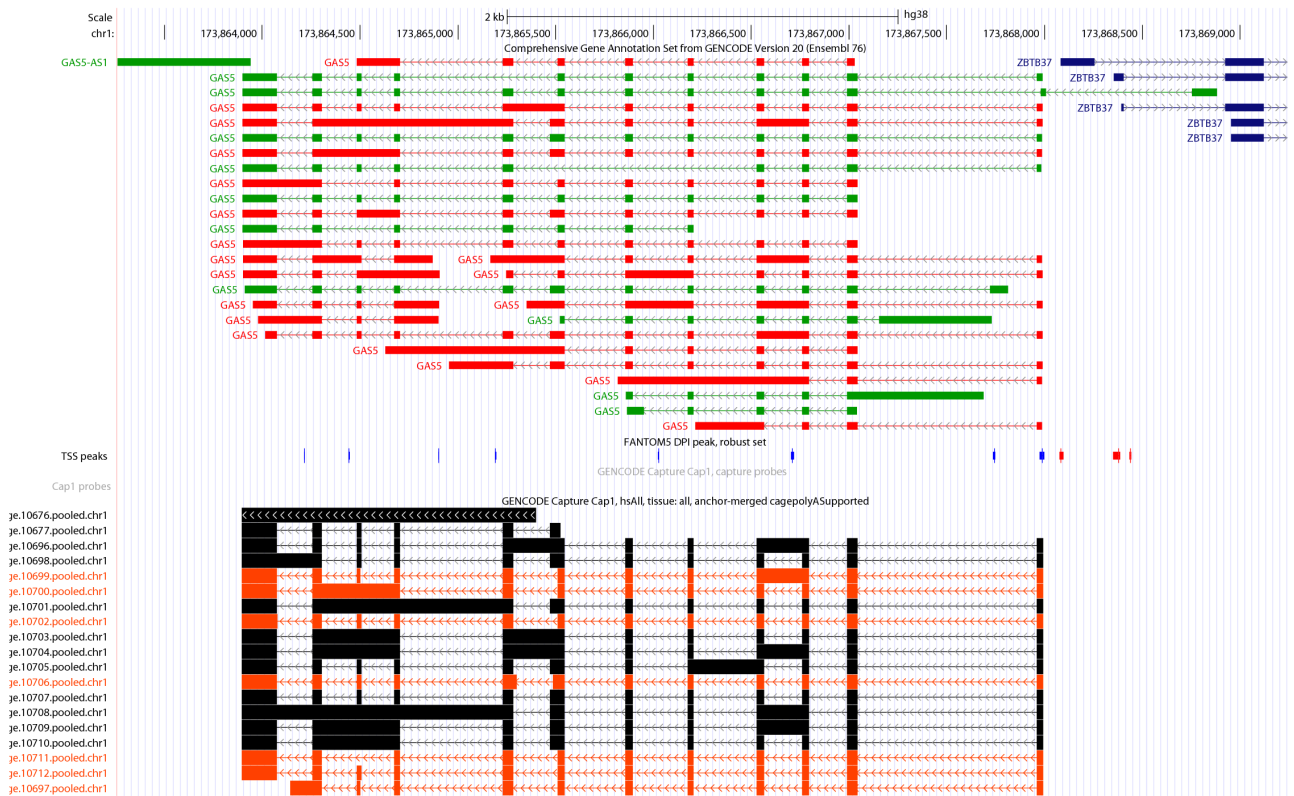 Scale 2 kb hg38
chr1: 173,864,000 173,864,500 173,865,000 173,865,500 173,866,000 173,866,500 173,867,000 173,867,500 173,868,000 173,868,500 173,869,000
Comprehensive Gene Annotation Set from GENCODE Version 20 (Ensembl 76)
GAS5-AS1 GAS5 ZBTB37
GAS5 ZBTB37
GAS5
GAS5 ZBTB37
GAS5 ZBTB37
GAS5 ZBTB37
GAS5
GAS5
GAS5
GAS5
GAS5
GAS5
GAS5
GAS5 GAS5
GAS5 GAS5
GAS5
GAS5 GAS5
GAS5 GAS5
GAS5
GAS5
GAS5
GAS5
GAS5
GAS5
GAS5
FANTOM5 DPI peak, robust set
TSS peaks
GENCODE Capture Cap1, capture probes
Cap1 probes
GENCODE Capture Cap1, hsAll, tissue: all, anchor-merged cagepolyASupported
ge.10676.pooled.chr1
ge.10677.pooled.chr1
ge.10696.pooled.chr1
ge.10698.pooled.chr1
ge.10699.pooled.chr1
ge.10700.pooled.chr1
ge.10701.pooled.chr1
ge.10702.pooled.chr1
ge.10703.pooled.chr1
ge.10704.pooled.chr1
ge.10705.pooled.chr1
ge.10706.pooled.chr1
ge.10707.pooled.chr1
ge.10708.pooled.chr1
ge.10709.pooled.chr1
ge.10710.pooled.chr1
ge.10711.pooled.chr1
ge.10712.pooled.chr1
ge.10697.pooled.chr1